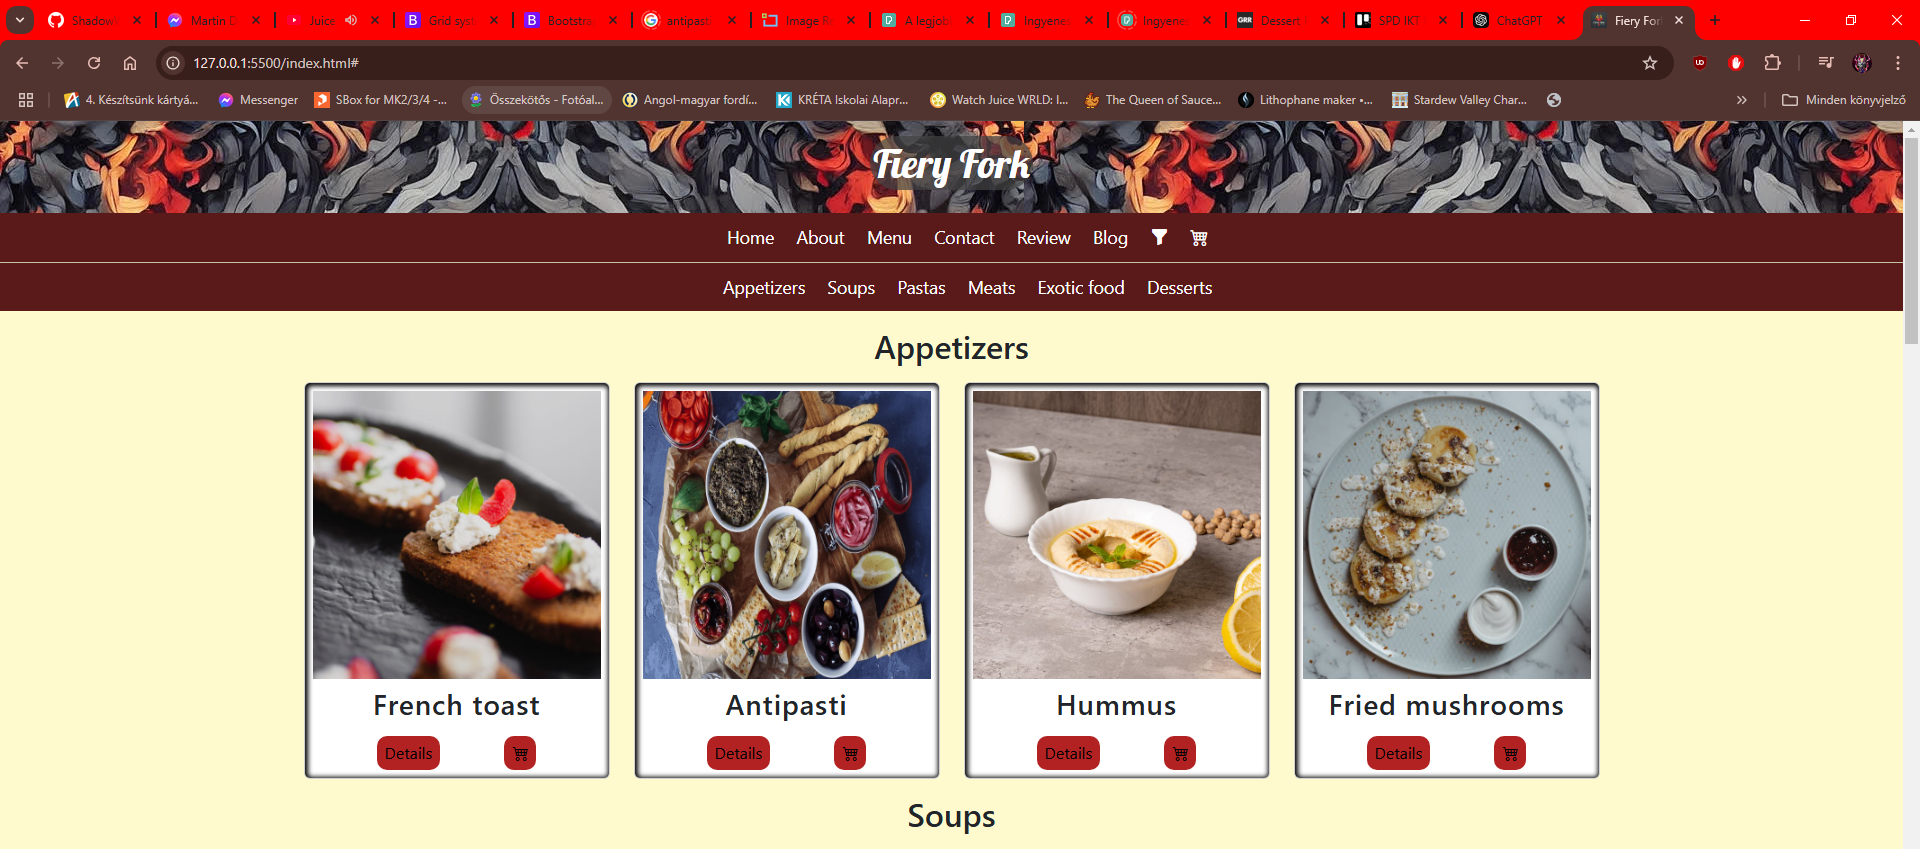 Shadow
Martin D
Juice
Grid syst
Bootstra
antipasti
Image Re
A legjob
Ingyenes
Ingyenes
Dessert
SPD IKT
ChatGPT
Fiery For
127.0.0.1:5500/index.html#
4. Készítsünk kártyá...
Messenger
SBox for MK2/3/4 -...
Összekötős - Fotóal...
Angol-magyar fordí...
KRÉTA Iskolai Alapr...
Watch Juice WRLD: I...
The Queen of Sauce...
Lithophane maker •...
Stardew Valley Char...
Minden könyvjelző
Fiery Fork
Home About Menu Contact Review Blog
Appetizers Soups Pastas Meats Exotic food Desserts
Appetizers
French toast
Details
Antipasti
Details
Hummus
Details
Fried mushrooms
Details
Soups